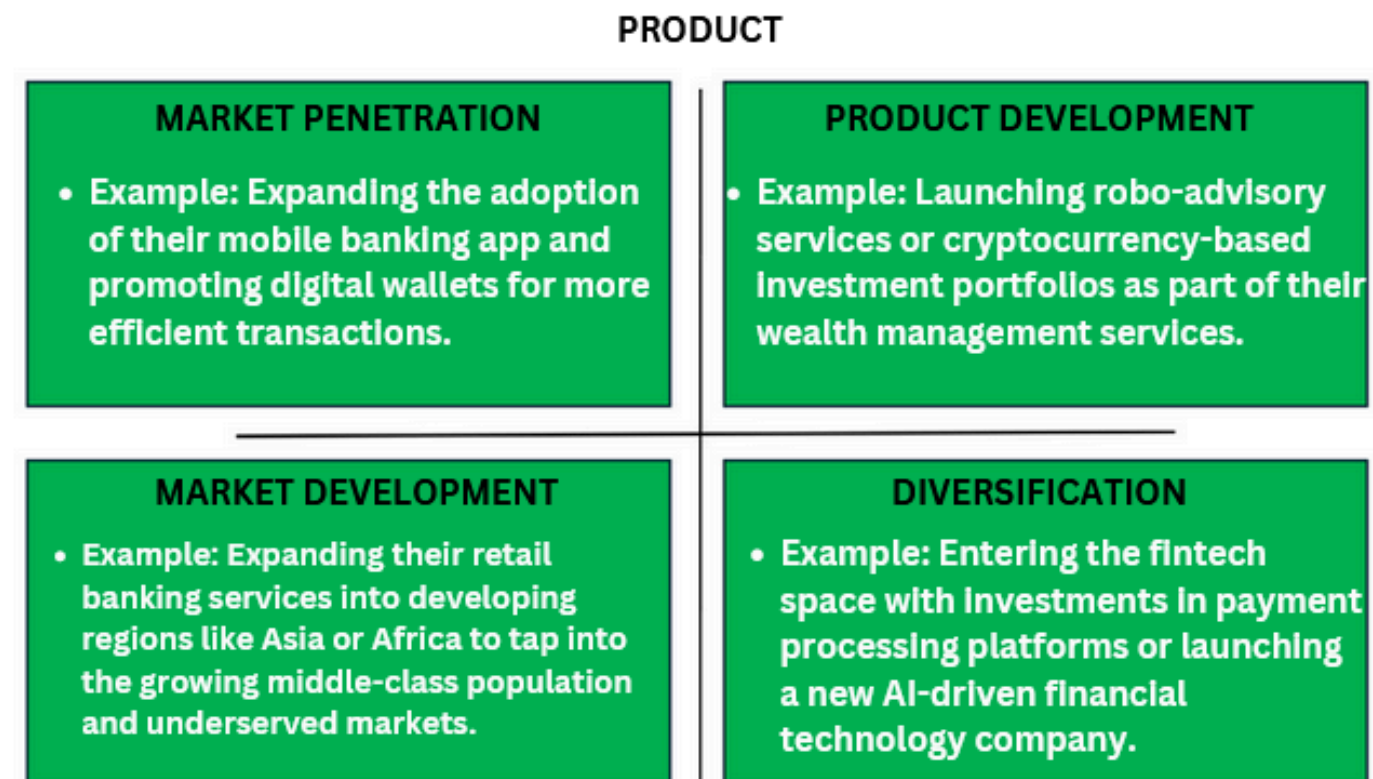 PRODUCT
MARKET PENETRATION
• Example: Expanding the adoption
of their mobile banking app and
promoting digital wallets for more
efficient transactions.
PRODUCT DEVELOPMENT
• Example: Launching robo-advisory
services or cryptocurrency-based
investment portfolios as part of their
wealth management services.
MARKET DEVELOPMENT
• Example: Expanding their retail
banking services into developing
regions like Asia or Africa to tap into
the growing middle-class population
and underserved markets.
DIVERSIFICATION
• Example: Entering the fintech
space with investments in payment
processing platforms or launching
a new AI-driven financial
technology company.